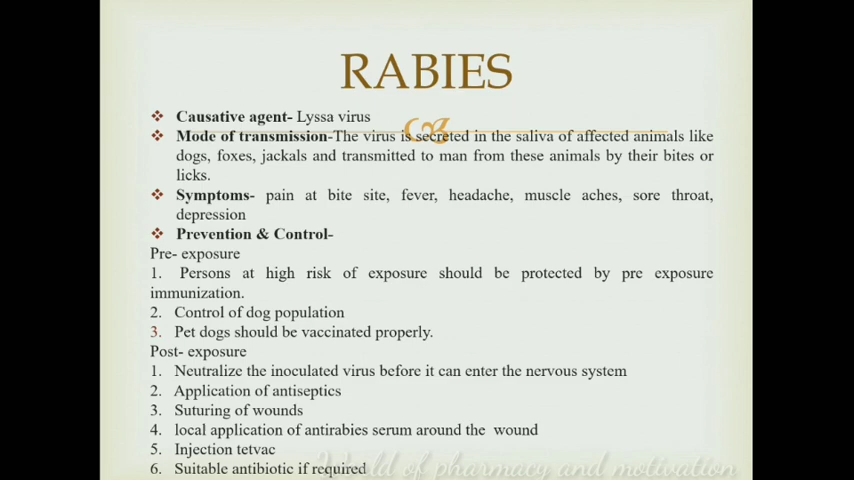 RABIES
❖ Causative agent- Lyssa virus
❖ Mode of transmission-The virus is secreted in the saliva of affected animals like
dogs, foxes, jackals and transmitted to man from these animals by their bites or
licks.
❖ Symptoms- pain at bite site, fever, headache, muscle aches, sore throat,
depression
❖ Prevention & Control-
Pre- exposure
1. Persons at high risk of exposure should be protected by pre exposure
immunization.
2. Control of dog population
3. Pet dogs should be vaccinated properly.
Post- exposure
1. Neutralize the inoculated virus before it can enter the nervous system
2. Application of antiseptics
3. Suturing of wounds
4. local application of antirabies serum around the wound
5. Injection tetvac
6. Suitable antibiotic if required
World of pharmacy and motivation